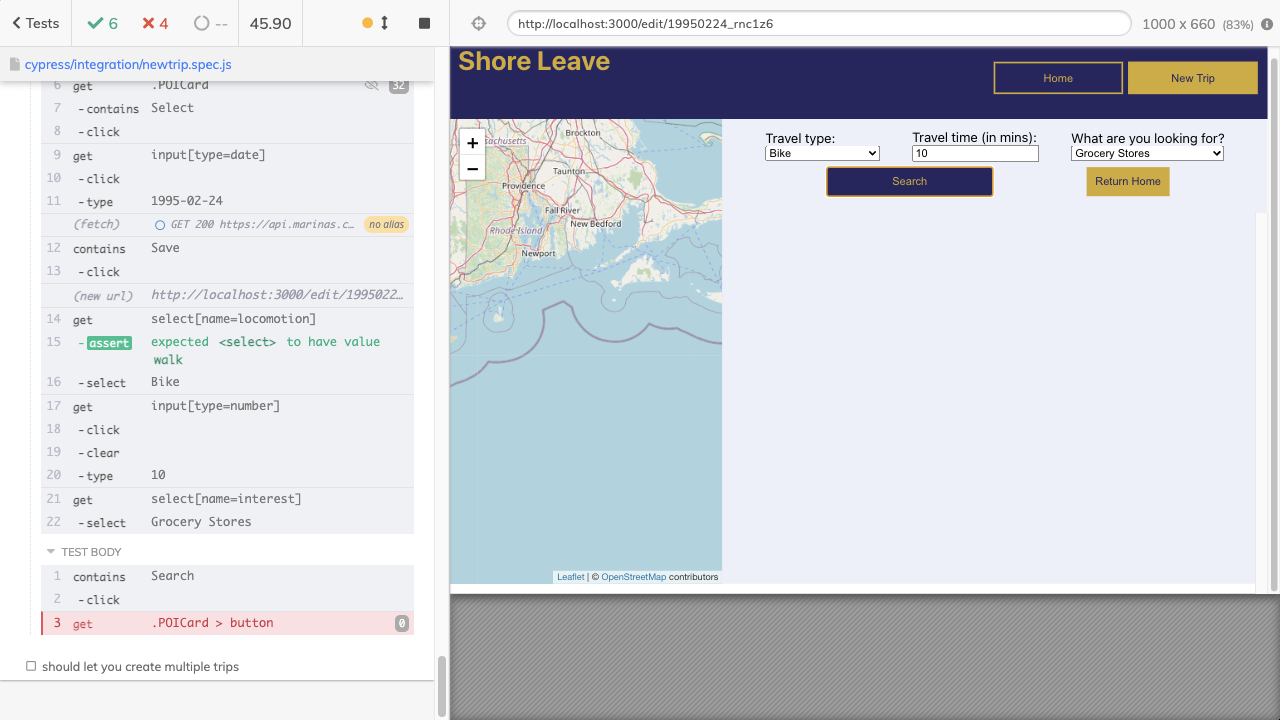 Tests
6
4
--
45.90
http://localhost:3000/edit/19950224_rnc1z6
1000 x 660 (83%)
cypress/integration/newtrip.spec.js
6 get .POICard 32
7 -contains Select
8 -click
9 get input[type=date]
10 -click
11 -type 1995-02-24
(fetch) GET 200 https://api.marinas.c… no alias
12 contains Save
13 -click
(new url) http://localhost:3000/edit/1995022…
14 get select[name=locomotion]
15 -assert expected <select> to have value
walk
16 -select Bike
17 get input[type=number]
18 -click
19 -clear
20 -type 10
21 get select[name=interest]
22 -select Grocery Stores
TEST BODY
1 contains Search
2 -click
3 get .POICard > button 0
should let you create multiple trips
Shore Leave
Home
New Trip
+
−
Brockton
Taunton
Providence
Fall River
New Bedford
Rhode Island
Newport
Leaflet | © OpenStreetMap contributors
Travel type:
Bike
Travel time (in mins):
10
What are you looking for?
Grocery Stores
Search
Return Home